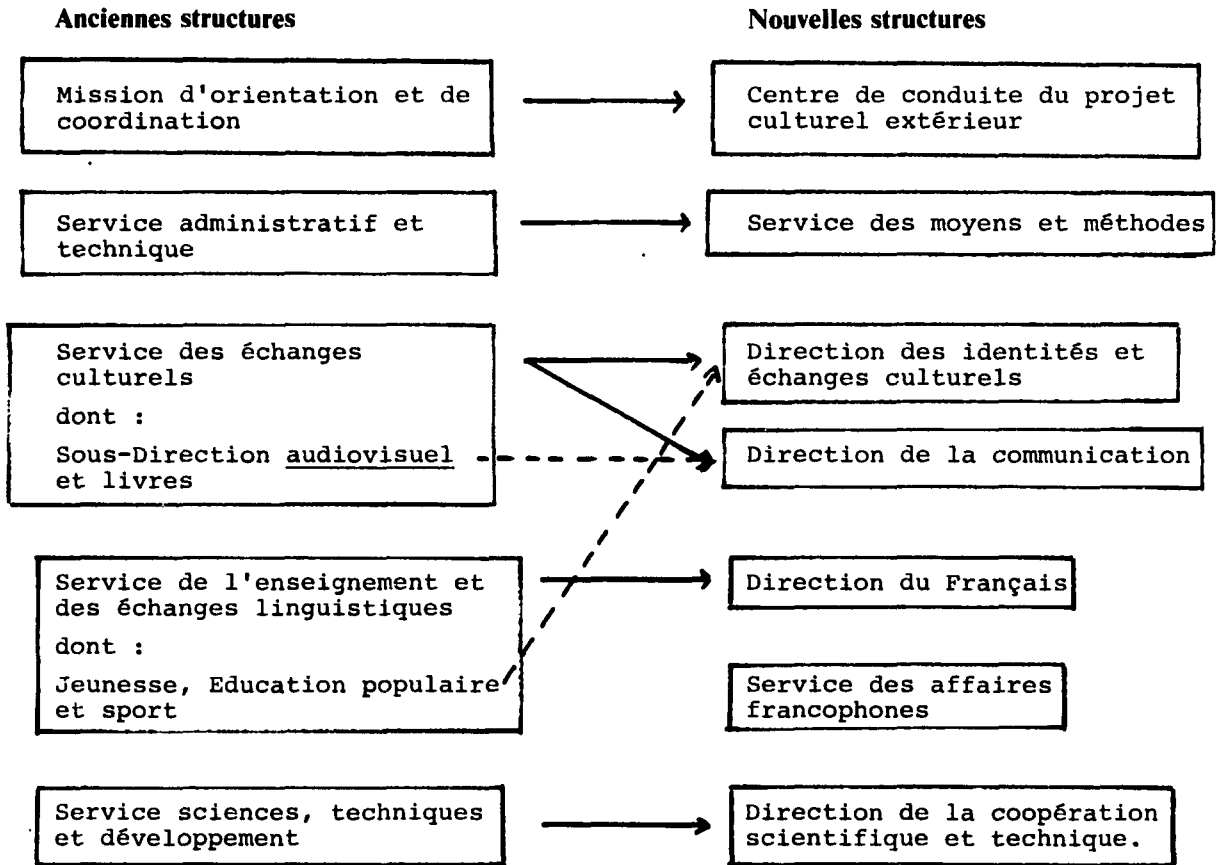 Anciennes structures
Nouvelles structures
Mission d'orientation et de
coordination
Centre de conduite du projet
culturel extérieur
Service administratif et
technique
Service des moyens et méthodes
Service des échanges
culturels
dont :
Sous-Direction audiovisuel
et livres
Direction des identités et
échanges culturels
Direction de la communication
Service de l'enseignement et
des échanges linguistiques
dont :
Jeunesse, Education populaire
et sport
Direction du Français
Service des affaires
francophones
Service sciences, techniques
et développement
Direction de la coopération
scientifique et technique.